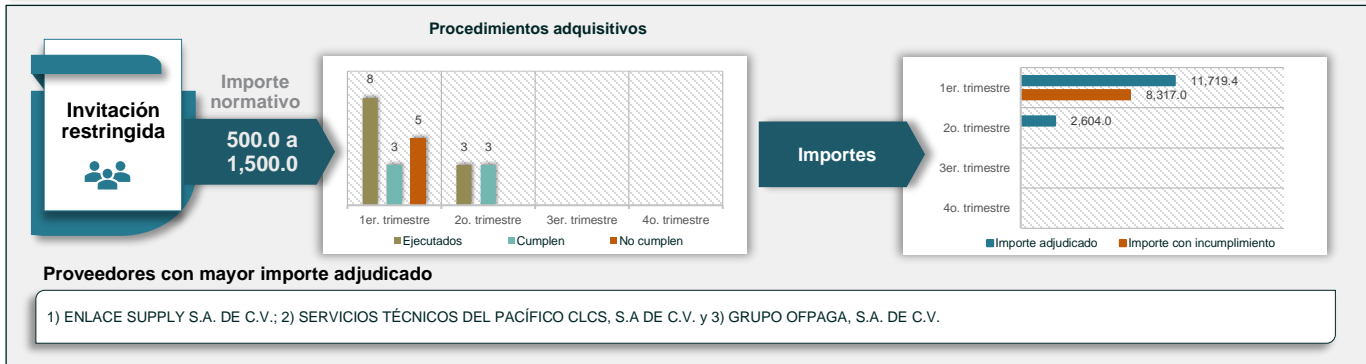 Procedimientos adquisitivos
Invitación
restringida
Importe
normativo
500.0 a
1,500.0
8
3
5
3
3
1er. trimestre
2o. trimestre
3er. trimestre
4o. trimestre
Ejecutados
Cumplen
No cumplen
Importes
1er. trimestre
11,719.4
8,317.0
2o. trimestre
2,604.0
3er. trimestre
4o. trimestre
Importe adjudicado
Importe con incumplimiento
Proveedores con mayor importe adjudicado
1) ENLACE SUPPLY S.A. DE C.V.; 2) SERVICIOS TÉCNICOS DEL PACÍFICO CLCS, S.A DE C.V. y 3) GRUPO OFPAGA, S.A. DE C.V.